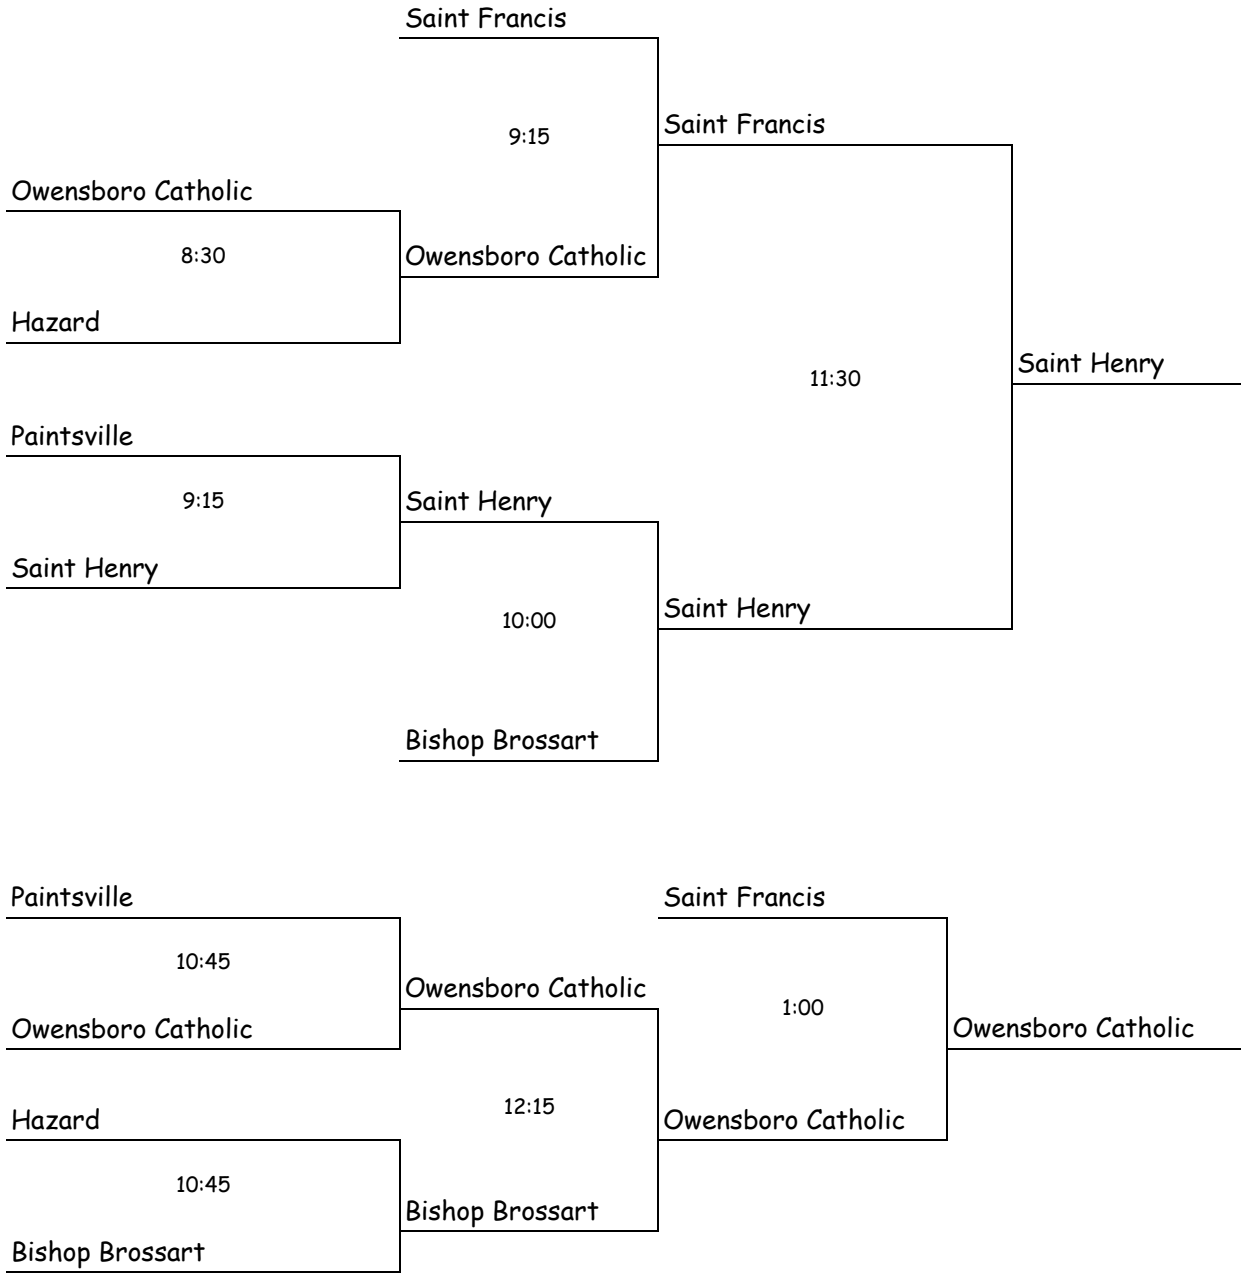 Saint Francis
9:15
Saint Francis
Owensboro Catholic
8:30
Owensboro Catholic
Hazard
11:30
Saint Henry
Paintsville
9:15
Saint Henry
Saint Henry
10:00
Saint Henry
Bishop Brossart
Paintsville
Saint Francis
10:45
Owensboro Catholic
1:00
Owensboro Catholic
Owensboro Catholic
12:15
Hazard
Owensboro Catholic
10:45
Bishop Brossart
Bishop Brossart